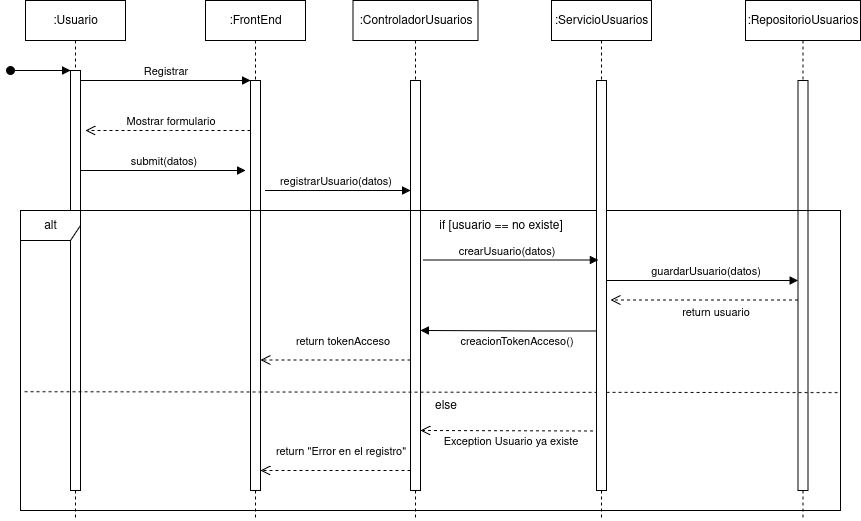 :Usuario
:FrontEnd
:ControladorUsuarios
:ServicioUsuarios
:RepositorioUsuarios
Registrar
Mostrar formulario
submit(datos)
registrarUsuario(datos)
alt
if [usuario == no existe]
crearUsuario(datos)
guardarUsuario(datos)
return usuario
creacionTokenAcceso()
return tokenAcceso
else
Exception Usuario ya existe
return "Error en el registro"